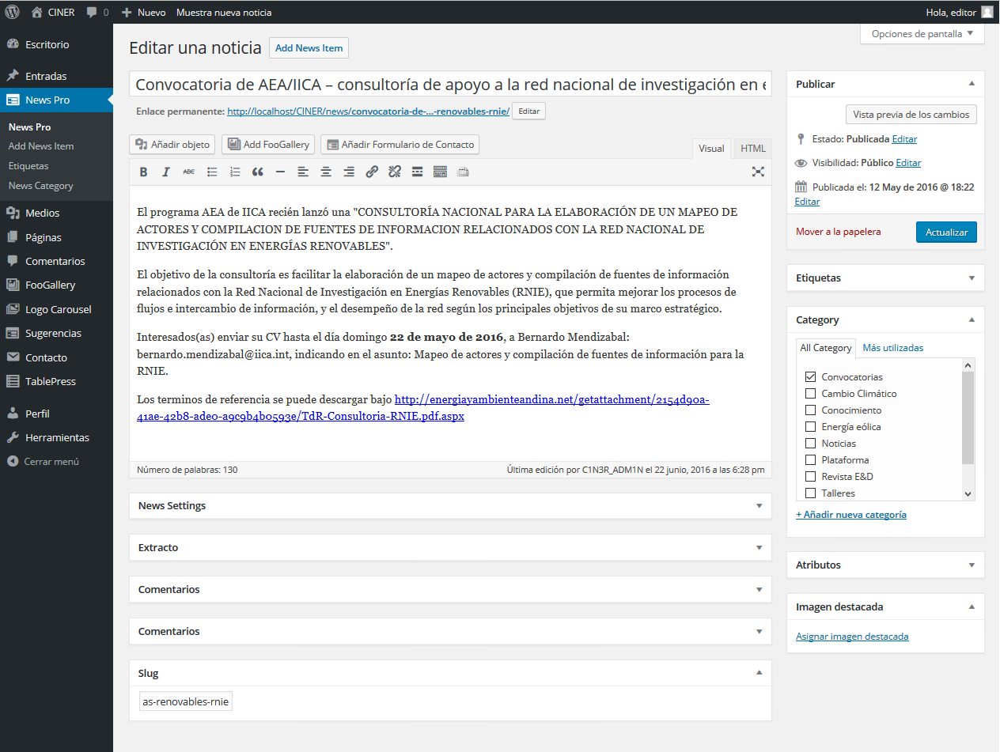 CINER
0
Nuevo
Muestra nueva noticia
Hola, editor
Escritorio
Entradas
News Pro
News Pro
Add News Item
Etiquetas
News Category
Medios
Páginas
Comentarios
FooGallery
Logo Carousel
Sugerencias
Contacto
TablePress
Perfil
Herramientas
Cerrar menú
Opciones de pantalla
Editar una noticia
Add News Item
Convocatoria de AEA/IICA – consultoría de apoyo a la red nacional de investigación en e
Enlace permanente: http://localhost/CINER/news/convocatoria-de-...-renovables-rnie/ Editar
Añadir objeto
Add FooGallery
Añadir Formulario de Contacto
Visual
HTML
B I ABC
El programa AEA de IICA recién lanzó una "CONSULTORÍA NACIONAL PARA LA ELABORACIÓN DE UN MAPEO DE
ACTORES Y COMPILACION DE FUENTES DE INFORMACION RELACIONADOS CON LA RED NACIONAL DE
INVESTIGACIÓN EN ENERGÍAS RENOVABLES".
El objetivo de la consultoría es facilitar la elaboración de un mapeo de actores y compilación de fuentes de información
relacionados con la Red Nacional de Investigación en Energías Renovables (RNIE), que permita mejorar los procesos de
flujos e intercambio de información, y el desempeño de la red según los principales objetivos de su marco estratégico.
Interesados(as) enviar su CV hasta el día domingo 22 de mayo de 2016, a Bernardo Mendizabal:
bernardo.mendizabal@iica.int, indicando en el asunto: Mapeo de actores y compilación de fuentes de información para la
RNIE.
Los terminos de referencia se puede descargar bajo http://energiayambienteandina.net/getattachment/2154d90a-
41ae-42b8-ade0-a9c9b4b0593e/TdR-Consultoria-RNIE.pdf.aspx
Número de palabras: 130
Última edición por C1N3R_ADM1N el 22 junio, 2016 a las 6:28 pm
News Settings
Extracto
Comentarios
Comentarios
Slug
as-renovables-rnie
Publicar
Vista previa de los cambios
Estado: Publicada Editar
Visibilidad: Público Editar
Publicada el: 12 May de 2016 @ 18:22
Editar
Mover a la papelera
Actualizar
Etiquetas
Category
All Category
Más utilizadas
Convocatorias
Cambio Climático
Conocimiento
Energía eólica
Noticias
Plataforma
Revista E&D
Talleres
+ Añadir nueva categoría
Atributos
Imagen destacada
Asignar imagen destacada